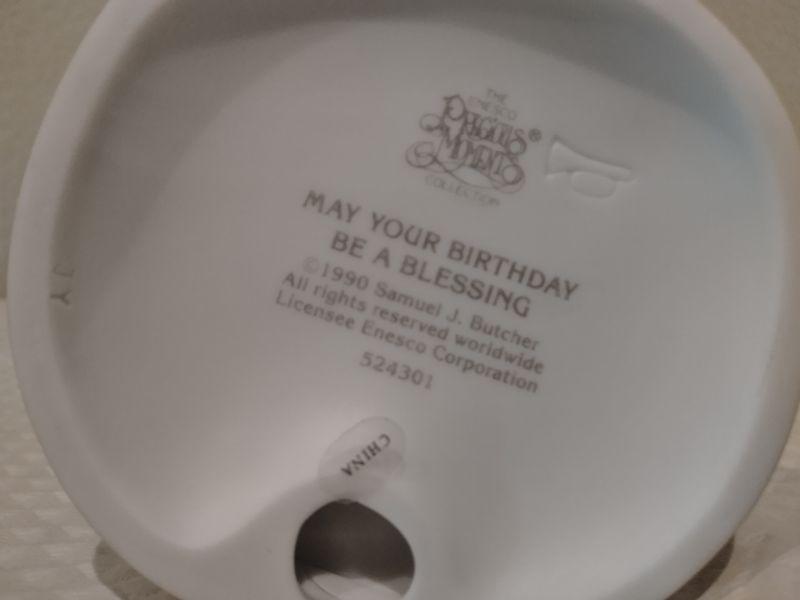 THE
ENESCO
PRECIOUS
MOMENTS®
COLLECTION
MAY YOUR BIRTHDAY
BE A BLESSING
©1990 Samuel J. Butcher
All rights reserved worldwide
Licensee Enesco Corporation
524301
CHINA
JY